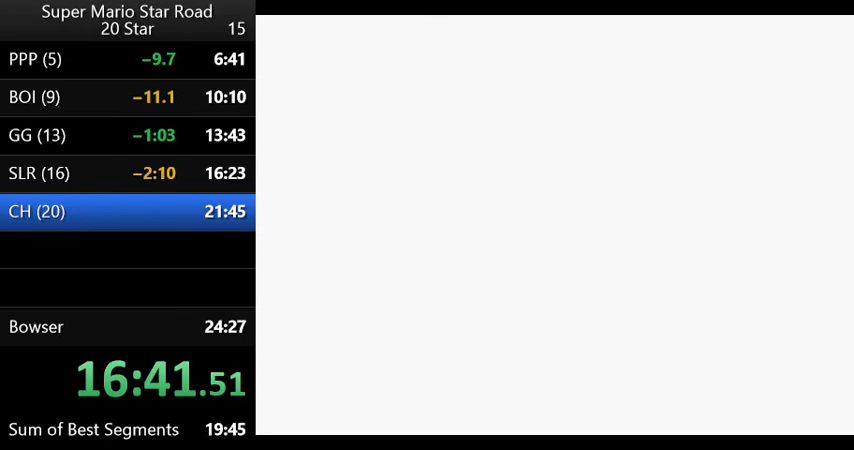 Super Mario Star Road
20 Star 15
PPP (5) −9.7 6:41
BOI (9) −11.1 10:10
GG (13) −1:03 13:43
SLR (16) −2:10 16:23
CH (20) 21:45
Bowser 24:27
16:41.51
Sum of Best Segments 19:45